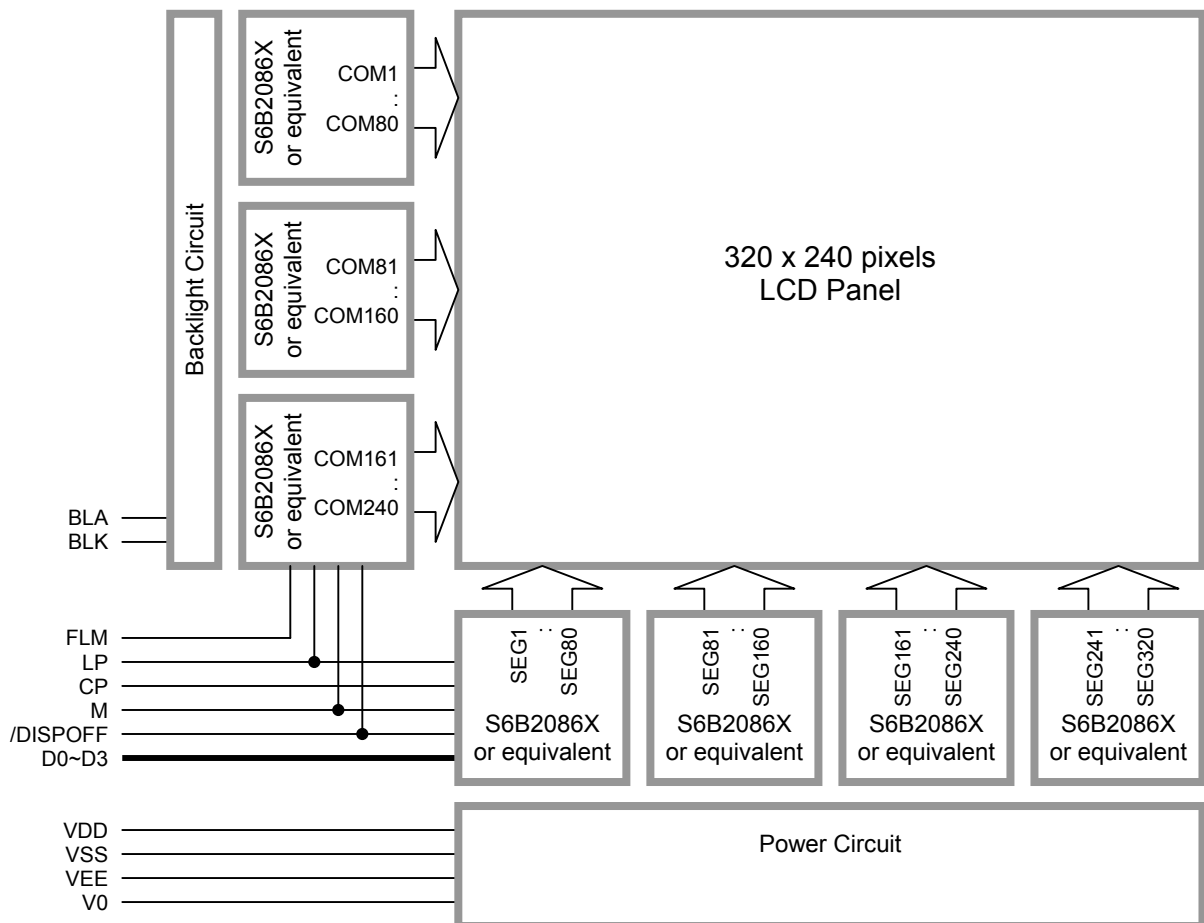 Backlight Circuit
S6B2086X
or equivalent
COM1
:
COM80
S6B2086X
or equivalent
COM81
:
COM160
S6B2086X
or equivalent
COM161
:
COM240
320 x 240 pixels
LCD Panel
BLA
BLK
FLM
LP
CP
M
/DISPOFF
D0~D3
SEG1
:
SEG80
S6B2086X
or equivalent
SEG81
:
SEG160
S6B2086X
or equivalent
SEG161
:
SEG240
S6B2086X
or equivalent
SEG241
:
SEG320
S6B2086X
or equivalent
VDD
VSS
VEE
V0
Power Circuit